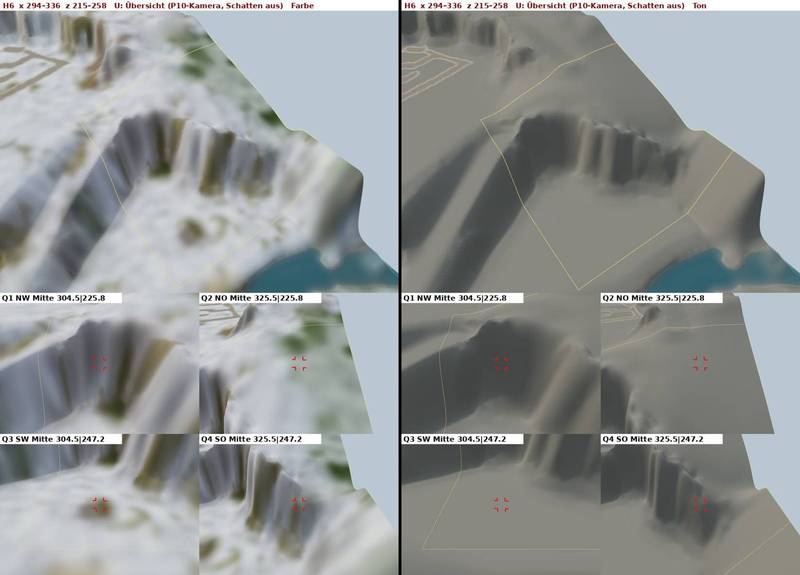 H6 x 294-336 z 215-258 U: Übersicht (P10-Kamera, Schatten aus) Farbe
H6 x 294-336 z 215-258 U: Übersicht (P10-Kamera, Schatten aus) Ton
Q1 NW Mitte 304.5|225.8
Q2 NO Mitte 325.5|225.8
Q1 NW Mitte 304.5|225.8
Q2 NO Mitte 325.5|225.8
Q3 SW Mitte 304.5|247.2
Q4 SO Mitte 325.5|247.2
Q3 SW Mitte 304.5|247.2
Q4 SO Mitte 325.5|247.2